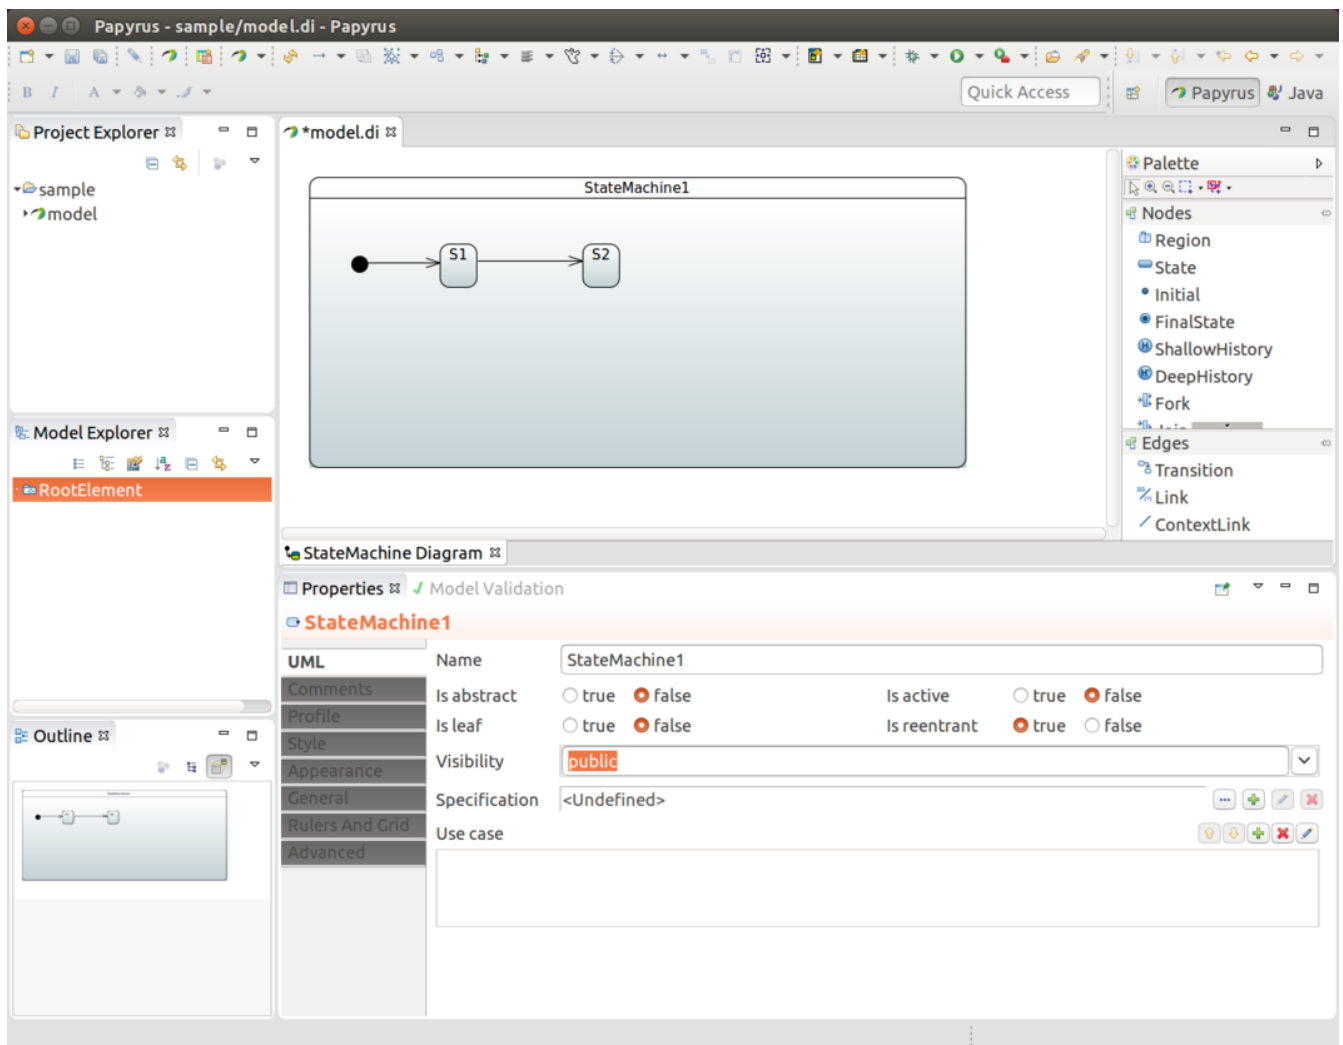 Papyrus - sample/model.di - Papyrus
B I A
Quick Access
Papyrus
Java
Project Explorer
sample
model
*model.di
StateMachine1
S1
S2
Palette
Nodes
Region
State
Initial
FinalState
ShallowHistory
DeepHistory
Fork
Edges
Transition
Link
ContextLink
Model Explorer
RootElement
StateMachine Diagram
Outline
Properties
Model Validation
StateMachine1
UML
Comments
Profile
Style
Appearance
General
Rulers And Grid
Advanced
Name StateMachine1
Is abstract true false Is active true false
Is leaf true false Is reentrant true false
Visibility public
Specification <Undefined>
Use case